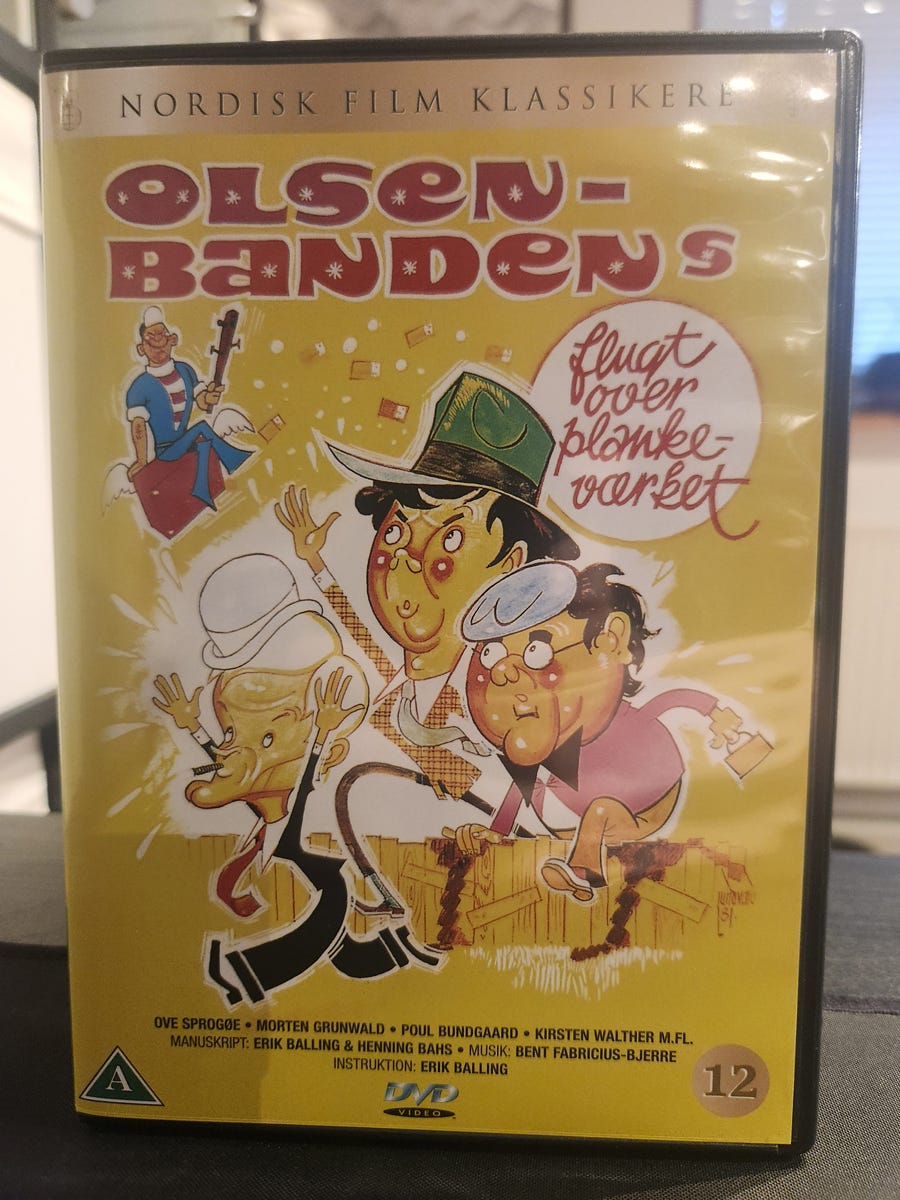 NORDISK FILM KLASSIKERE
OLSEN-
BANDENS
flugt
over
planke-
værket
OVE SPROGØE • MORTEN GRUNWALD • POUL BUNDGAARD • KIRSTEN WALTHER M.FL.
MANUSKRIPT: ERIK BALLING & HENNING BAHS • MUSIK: BENT FABRICIUS-BJERRE
INSTRUKTION: ERIK BALLING
A
DVD
VIDEO
12